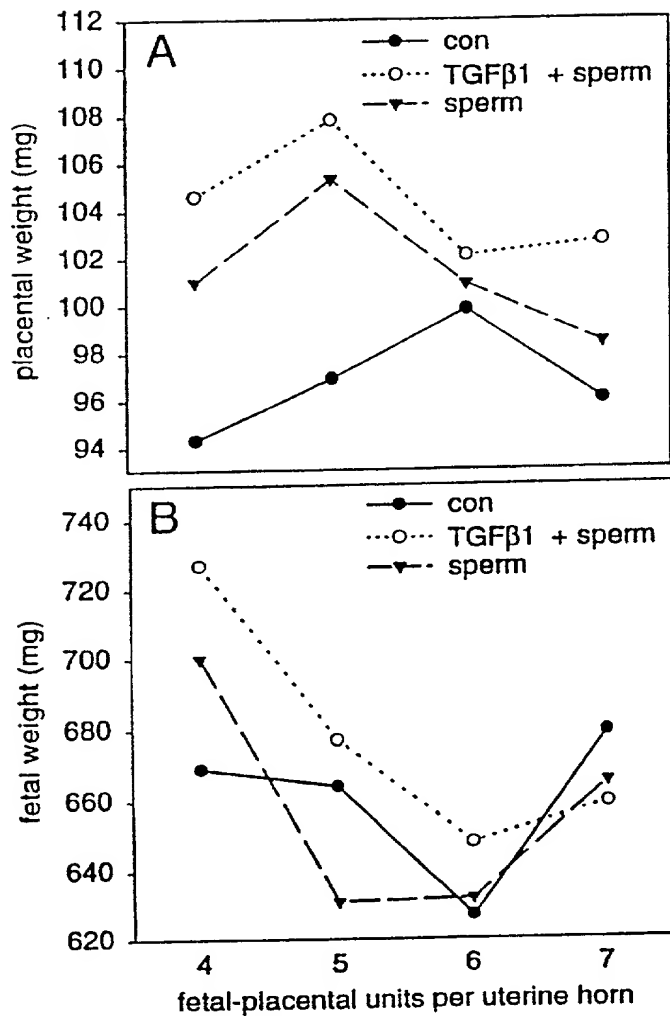 A
con
TGFβ1 + sperm
sperm
placental weight (mg)
112
110
108
106
104
102
100
98
96
94
B
con
TGFβ1 + sperm
sperm
fetal weight (mg)
740
720
700
680
660
640
620
4 5 6 7
fetal-placental units per uterine horn